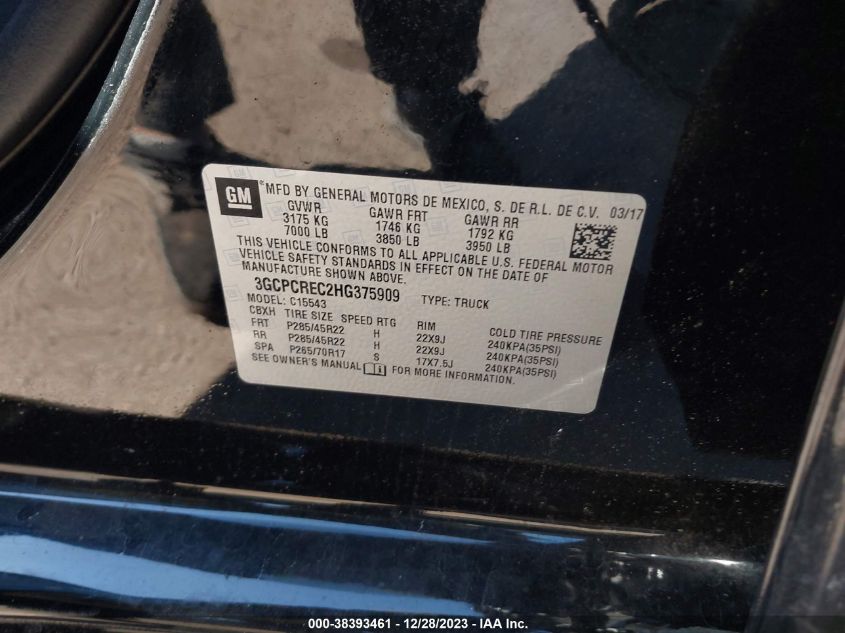 GM ® MFD BY GENERAL MOTORS DE MEXICO, S. DE R.L. DE C.V. 03/17
GVWR GAWR FRT GAWR RR
3175 KG 1746 KG 1792 KG
7000 LB 3850 LB 3950 LB
THIS VEHICLE CONFORMS TO ALL APPLICABLE U.S. FEDERAL MOTOR
VEHICLE SAFETY STANDARDS IN EFFECT ON THE DATE OF
MANUFACTURE SHOWN ABOVE.
3GCPCREC2HG375909 TYPE: TRUCK
MODEL: C15543
CBXH TIRE SIZE SPEED RTG RIM COLD TIRE PRESSURE
FRT P285/45R22 H 22X9J 240KPA(35PSI)
RR P285/45R22 H 22X9J 240KPA(35PSI)
SPA P265/70R17 S 17X7.5J 240KPA(35PSI)
SEE OWNER'S MANUAL FOR MORE INFORMATION.
000-38393461 - 12/28/2023 - IAA Inc.